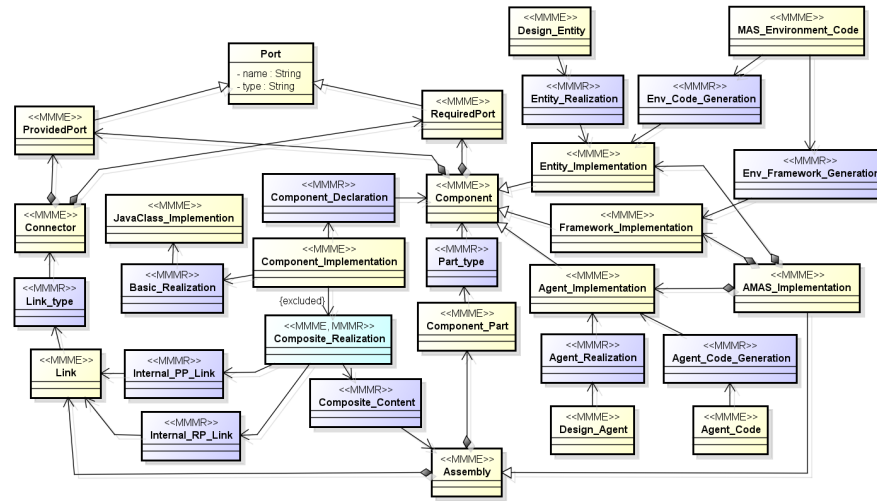 <<MMME>>
Design_Entity
<<MMME>>
MAS_Environment_Code
Port
- name : String
- type : String
<<MMMR>>
Entity_Realization
<<MMMR>>
Env_Code_Generation
<<MMME>>
ProvidedPort
<<MMME>>
RequiredPort
<<MMME>>
Entity_Implementation
<<MMMR>>
Env_Framework_Generation
<<MMMR>>
Component_Declaration
<<MMME>>
Component
<<MMME>>
JavaClass_Implemention
<<MMME>>
Connector
<<MMME>>
Framework_Implementation
<<MMME>>
Component_Implementation
<<MMMR>>
Part_type
<<MMMR>>
Basic_Realization
<<MMMR>>
Link_type
<<MMME>>
Agent_Implementation
<<MMME>>
AMAS_Implementation
{excluded}
<<MMME, MMMR>>
Composite_Realization
<<MMME>>
Component_Part
<<MMMR>>
Agent_Realization
<<MMMR>>
Agent_Code_Generation
<<MMME>>
Link
<<MMMR>>
Internal_PP_Link
<<MMMR>>
Composite_Content
<<MMMR>>
Internal_RP_Link
<<MMME>>
Design_Agent
<<MMME>>
Agent_Code
<<MMME>>
Assembly